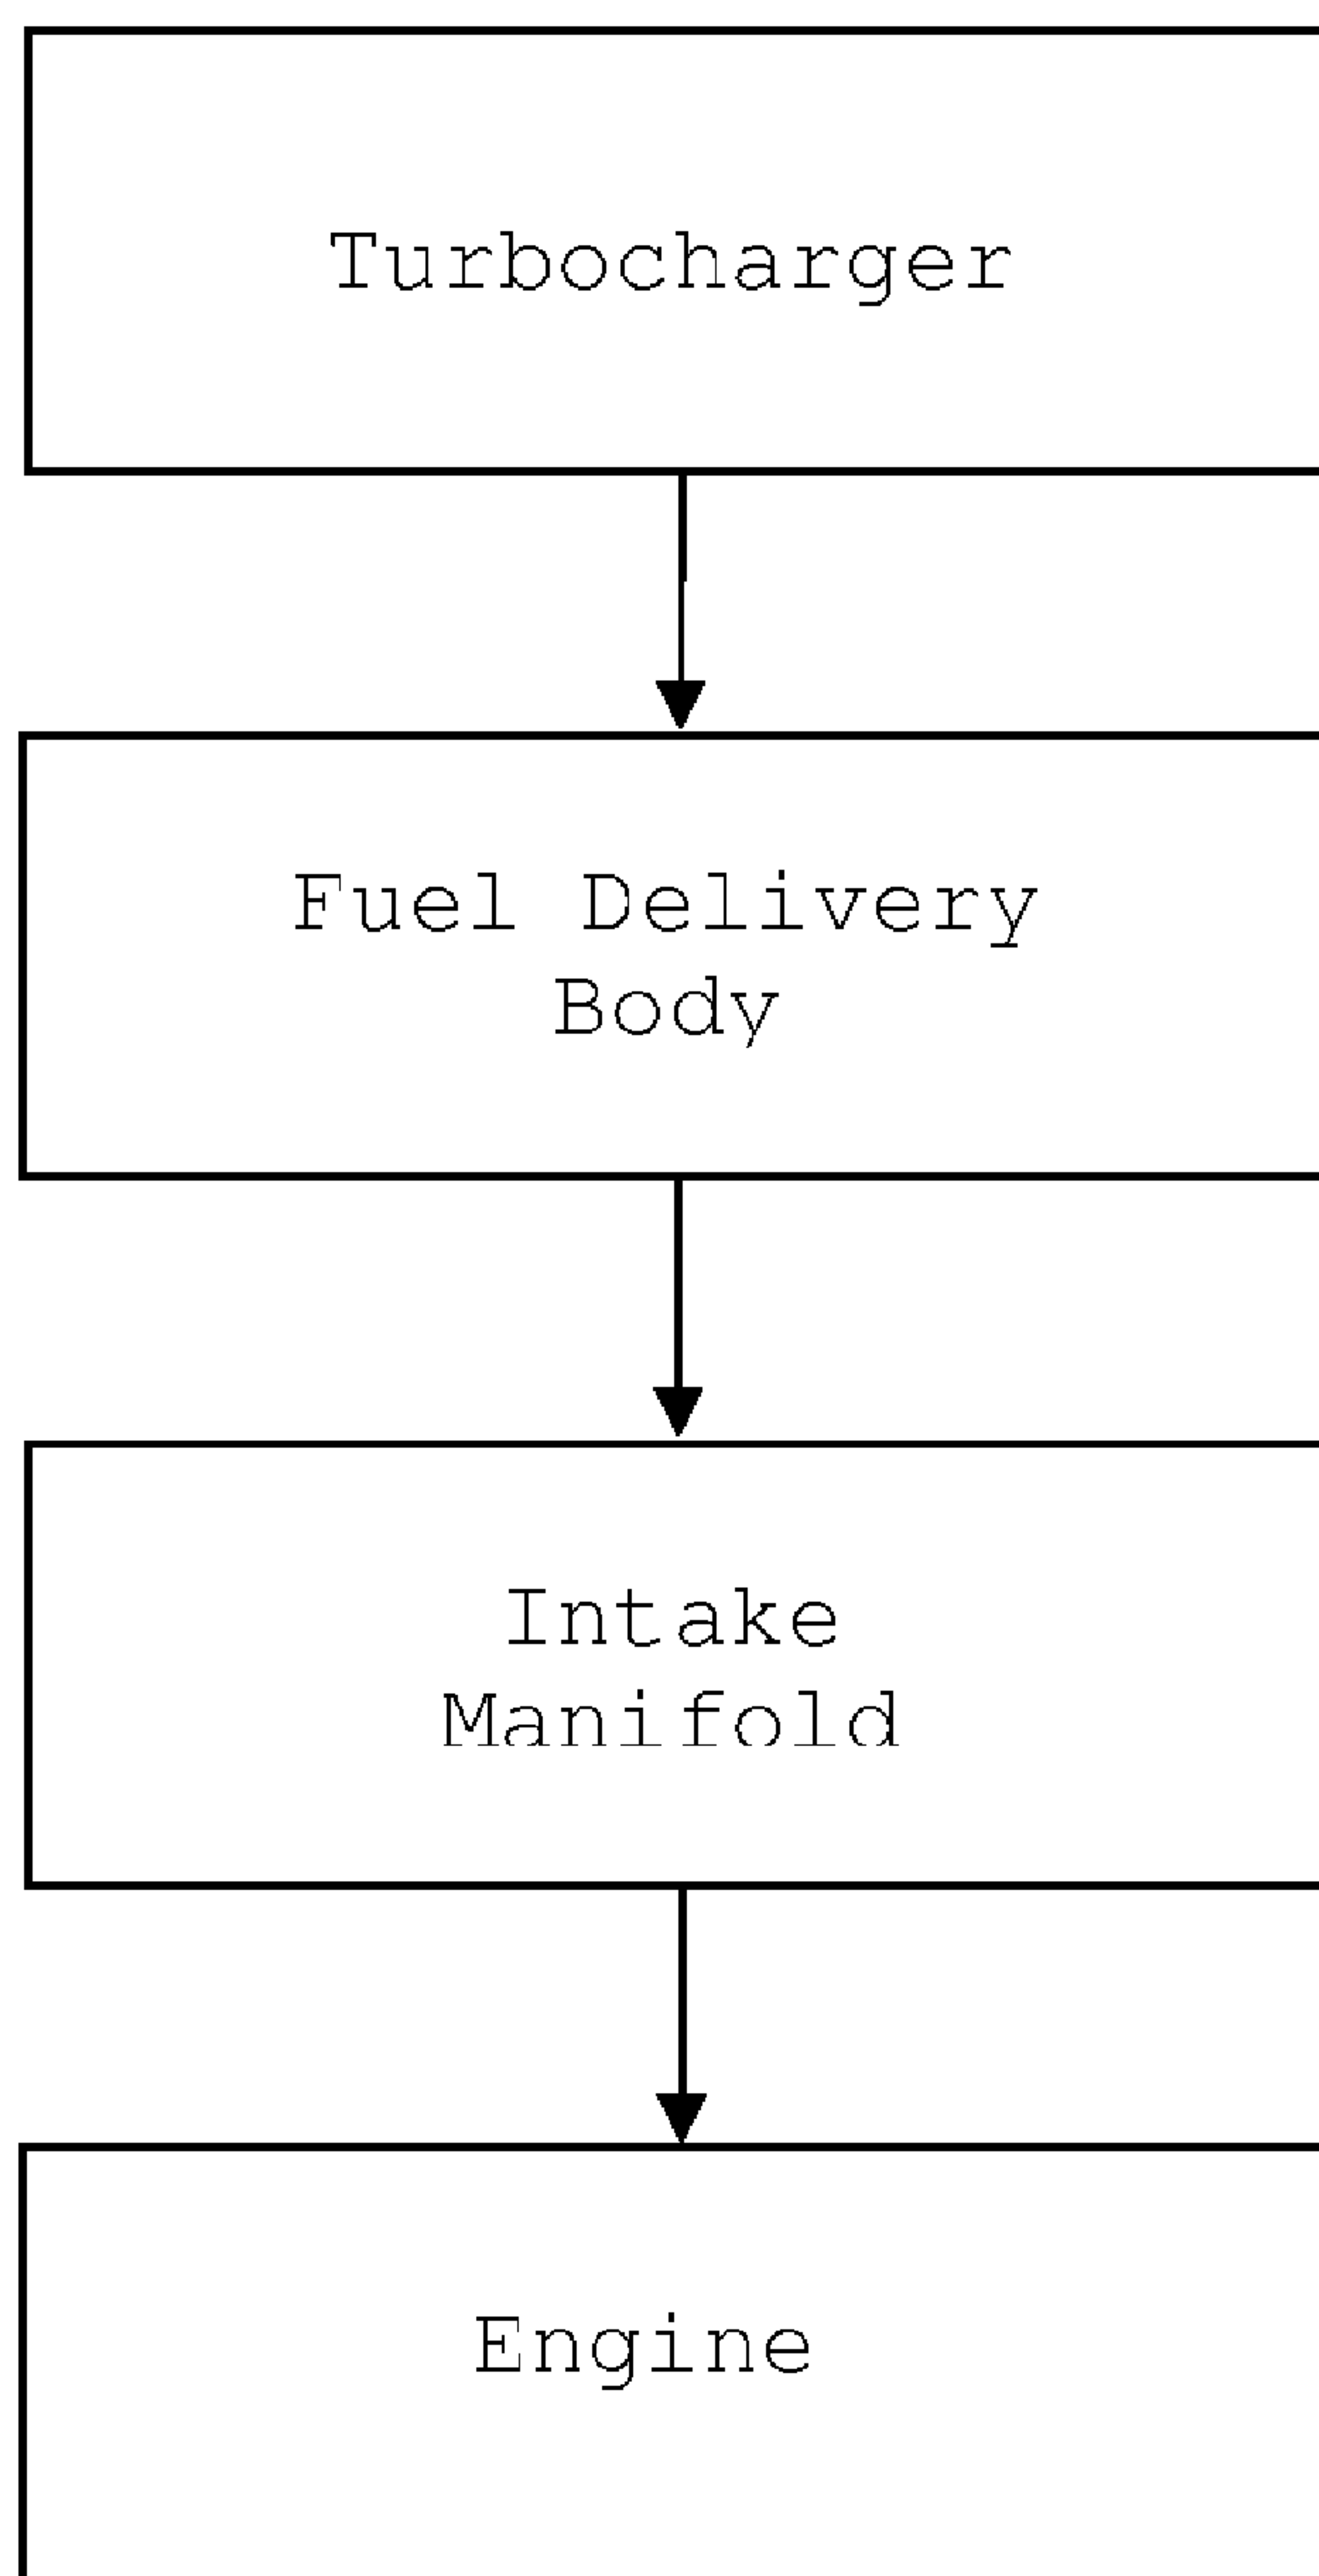 Turbocharger
Fuel Delivery
Body
Intake
Manifold
Engine